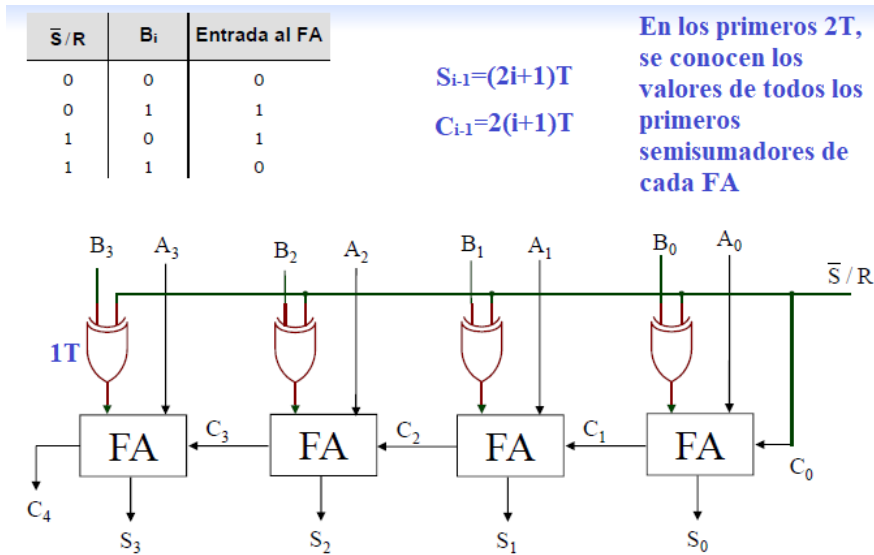 S̅/R Bi Entrada al FA
0 0 0
0 1 1
1 0 1
1 1 0
Si-1=(2i+1)T
Ci-1=2(i+1)T
En los primeros 2T,
se conocen los
valores de todos los
primeros
semisumadores de
cada FA
B3 A3 B2 A2 B1 A1 B0 A0
S̅/R
1T
FA C3 FA C2 FA C1 FA
C0
C4
S3 S2 S1 S0